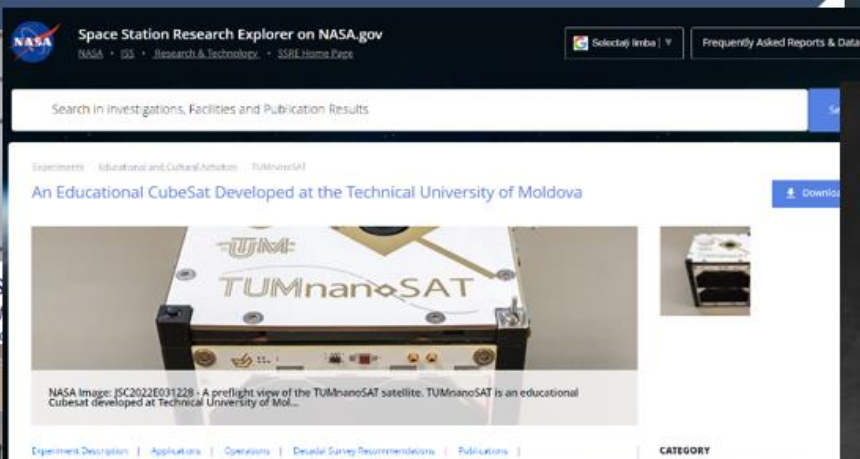 NASA
Space Station Research Explorer on NASA.gov
NASA • ISS • Research & Technology • SSRE Home Page
Selectați limba | ▼
Frequently Asked Reports & Data
Search in Investigations, Facilities and Publication Results
Se
Experiments Educational and Cultural Activities TUMnanoSAT
An Educational CubeSat Developed at the Technical University of Moldova
Downloa
UTM
TUMnanoSAT
NASA Image: JSC2022E031228 - A preflight view of the TUMnanoSAT satellite. TUMnanoSAT is an educational
Cubesat developed at Technical University of Mol...
Experiment Description | Applications | Operations | Decadal Survey Recommendations | Publications |
CATEGORY